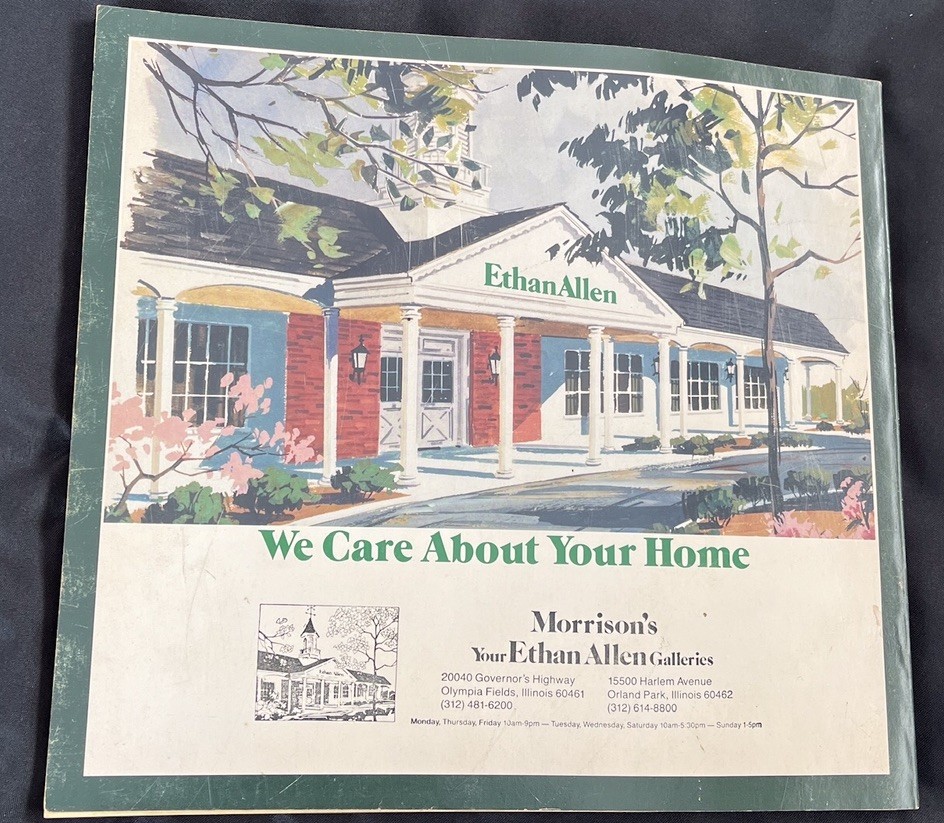 EthanAllen
We Care About Your Home
Morrison's
Your Ethan Allen Galleries
20040 Governor's Highway
Olympia Fields, Illinois 60461
(312) 481-6200
15500 Harlem Avenue
Orland Park, Illinois 60462
(312) 614-8800
Monday, Thursday, Friday 10am-9pm — Tuesday, Wednesday, Saturday 10am-5:30pm — Sunday 1-5pm
Ethan Allen